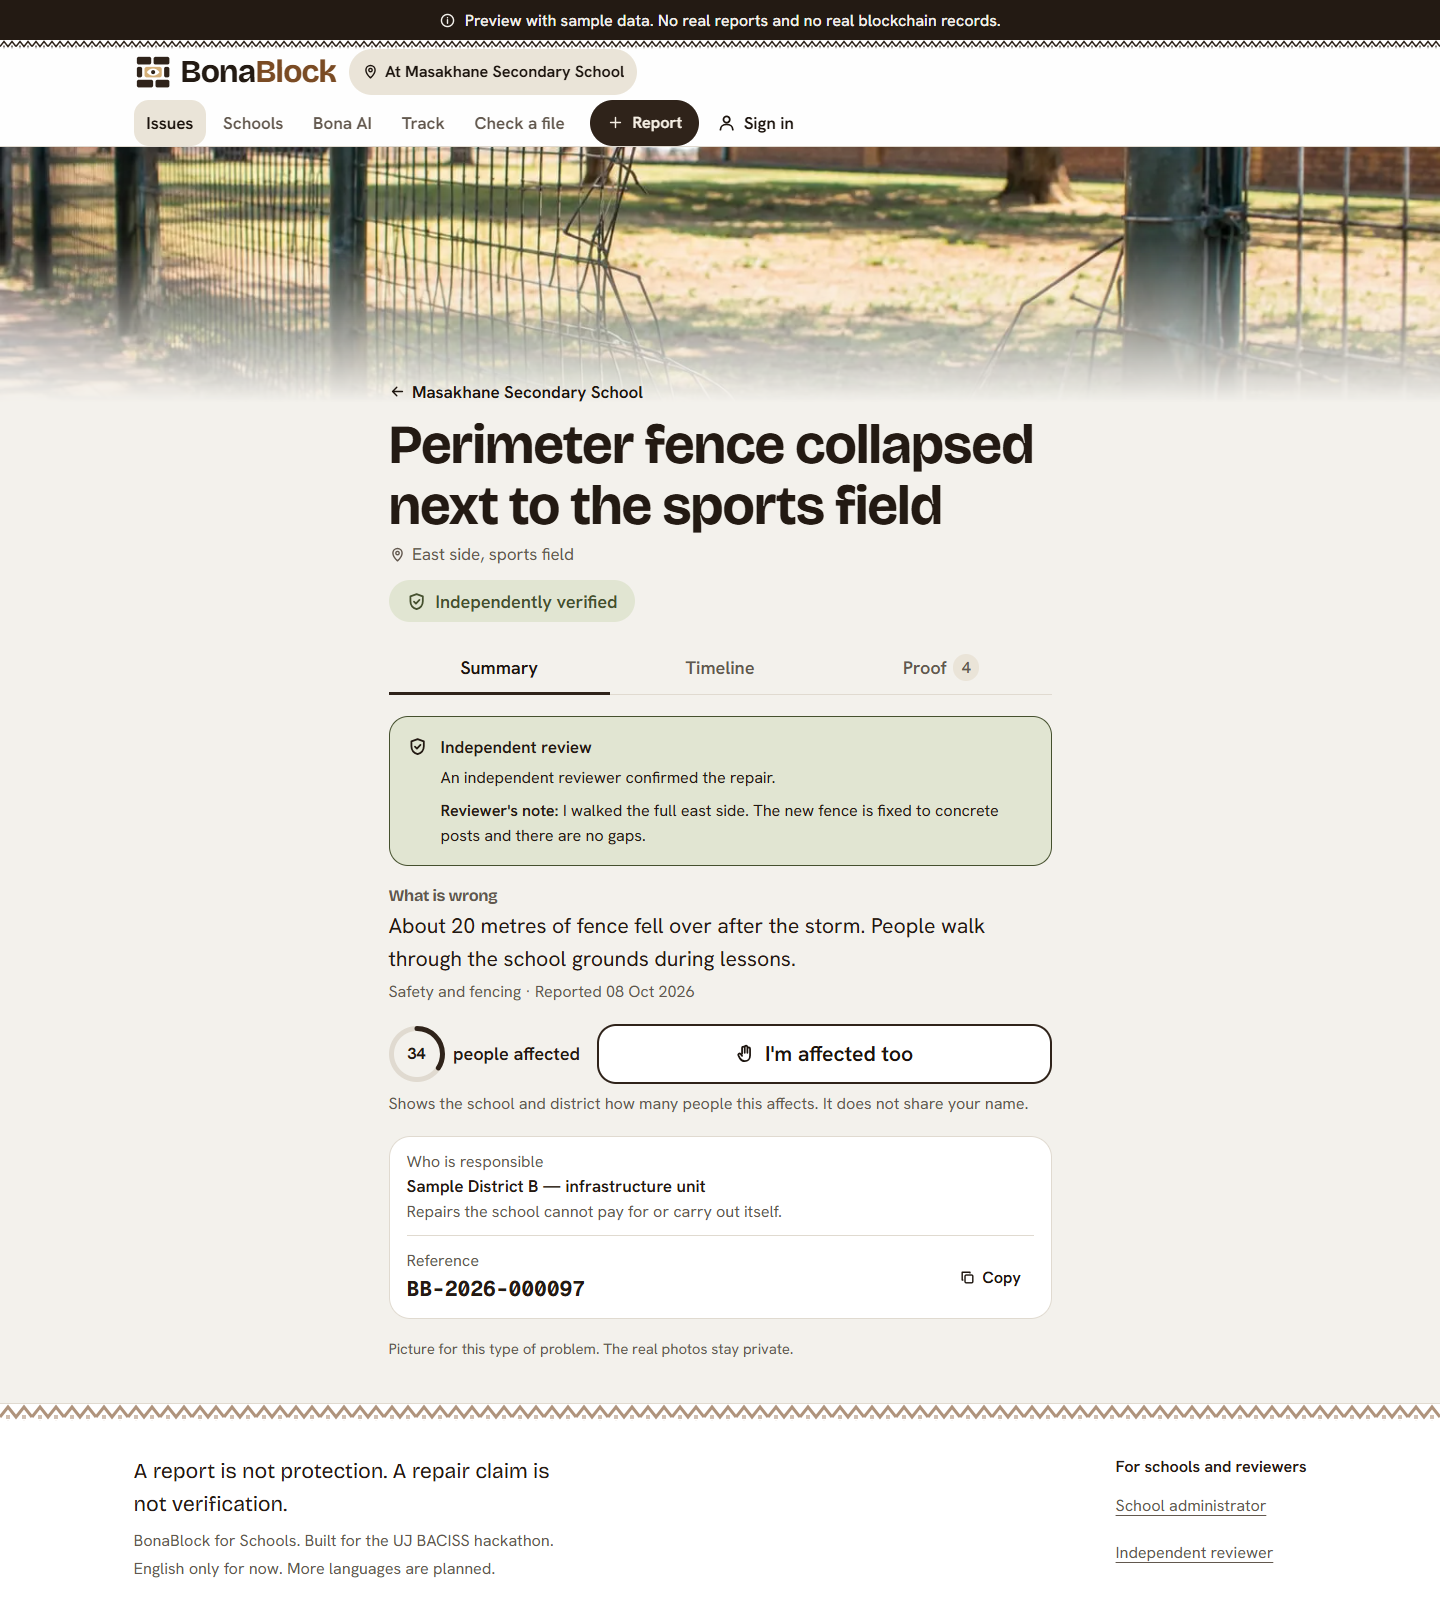 Preview with sample data. No real reports and no real blockchain records.
BonaBlock
At Masakhane Secondary School
Issues
Schools
Bona AI
Track
Check a file
Report
Sign in
Masakhane Secondary School
Perimeter fence collapsed
next to the sports field
East side, sports field
Independently verified
Summary
Timeline
Proof 4
Independent review
An independent reviewer confirmed the repair.
Reviewer's note: I walked the full east side. The new fence is fixed to concrete
posts and there are no gaps.
What is wrong
About 20 metres of fence fell over after the storm. People walk
through the school grounds during lessons.
Safety and fencing · Reported 08 Oct 2026
34 people affected
I'm affected too
Shows the school and district how many people this affects. It does not share your name.
Who is responsible
Sample District B — infrastructure unit
Repairs the school cannot pay for or carry out itself.
Reference
BB-2026-000097
Copy
Picture for this type of problem. The real photos stay private.
A report is not protection. A repair claim is
not verification.
BonaBlock for Schools. Built for the UJ BACISS hackathon.
English only for now. More languages are planned.
For schools and reviewers
School administrator
Independent reviewer